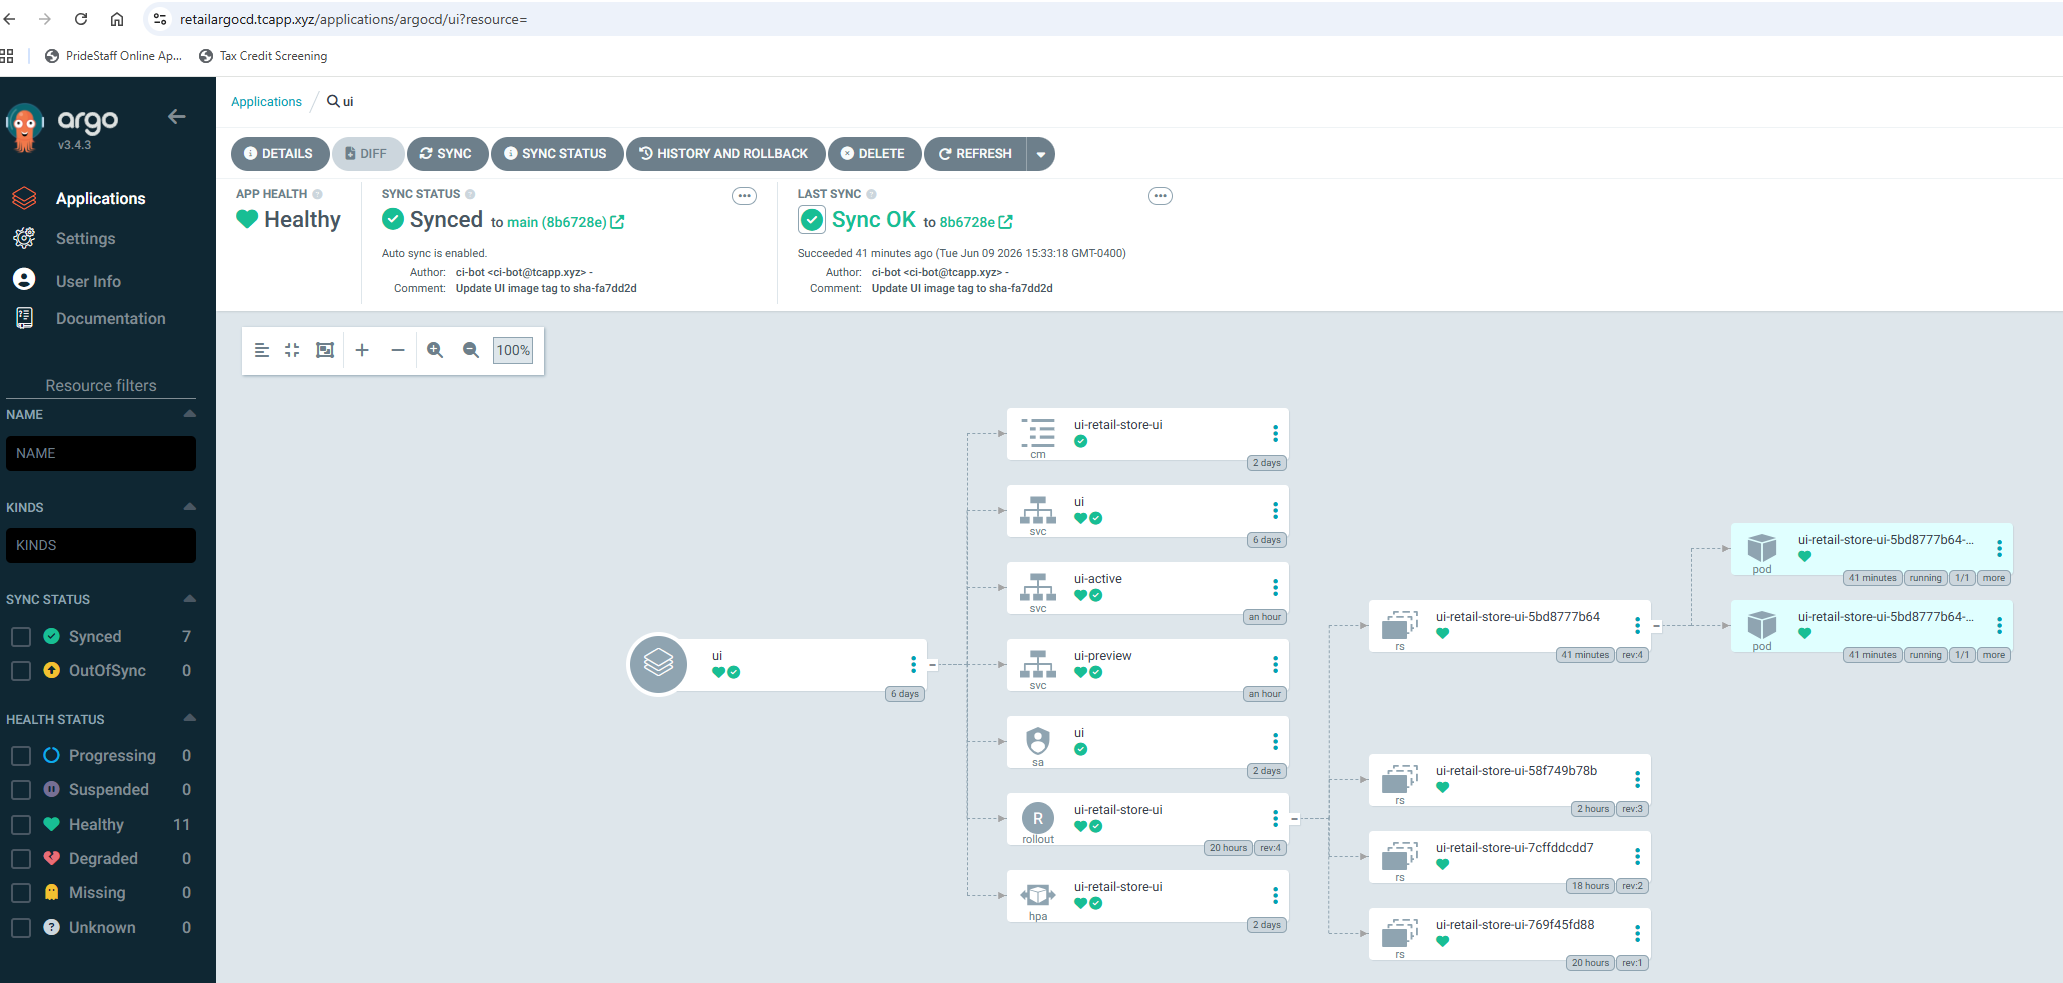 retailargocd.tcapp.xyz/applications/argocd/ui?resource=
PrideStaff Online Ap...
Tax Credit Screening
argo
v3.4.3
Applications
Settings
User Info
Documentation
Resource filters
NAME
NAME
KINDS
KINDS
SYNC STATUS
Synced 7
OutOfSync 0
HEALTH STATUS
Progressing 0
Suspended 0
Healthy 11
Degraded 0
Missing 0
Unknown 0
Applications / ui
DETAILS
DIFF
SYNC
SYNC STATUS
HISTORY AND ROLLBACK
DELETE
REFRESH
APP HEALTH
Healthy
SYNC STATUS
Synced to main (8b6728e)
Auto sync is enabled.
Author: ci-bot <ci-bot@tcapp.xyz> -
Comment: Update UI image tag to sha-fa7dd2d
LAST SYNC
Sync OK to 8b6728e
Succeeded 41 minutes ago (Tue Jun 09 2026 15:33:18 GMT-0400)
Author: ci-bot <ci-bot@tcapp.xyz> -
Comment: Update UI image tag to sha-fa7dd2d
100%
ui
6 days
ui-retail-store-ui
cm
2 days
ui
svc
6 days
ui-active
svc
an hour
ui-preview
svc
an hour
ui
sa
2 days
R
ui-retail-store-ui
rollout
20 hours rev:4
ui-retail-store-ui
hpa
2 days
ui-retail-store-ui-5bd8777b64
rs
41 minutes rev:4
ui-retail-store-ui-58f749b78b
rs
2 hours rev:3
ui-retail-store-ui-7cffddcdd7
rs
18 hours rev:2
ui-retail-store-ui-769f45fd88
rs
20 hours rev:1
ui-retail-store-ui-5bd8777b64-...
pod
41 minutes running 1/1 more
ui-retail-store-ui-5bd8777b64-...
pod
41 minutes running 1/1 more